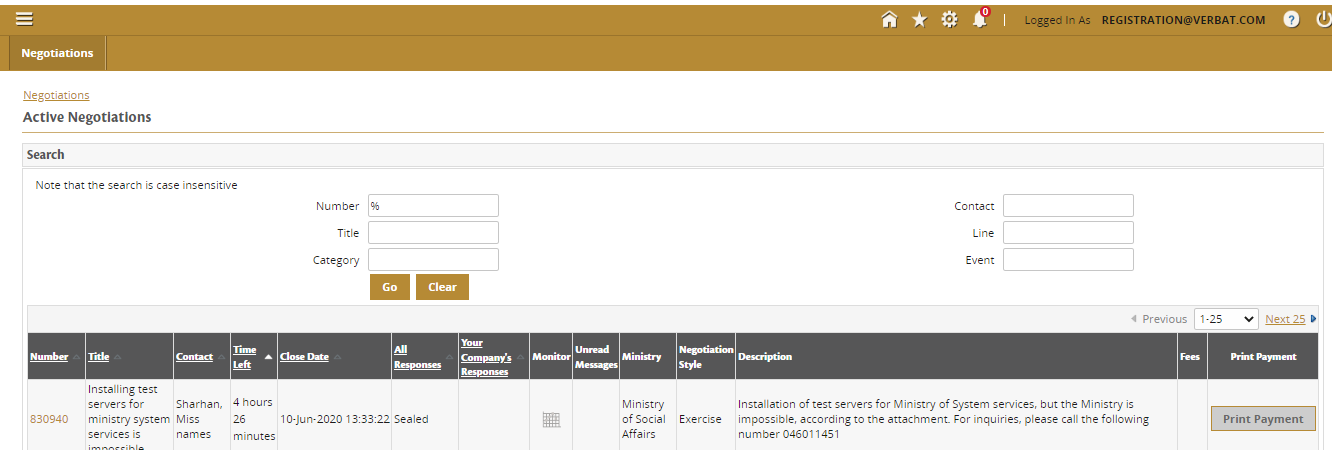 0
Logged In As REGISTRATION@VERBAT.COM ?
Negotiations
Negotiations
Active Negotiations
Search
Note that the search is case insensitive
Number % Contact
Title Line
Category Event
Go Clear
Previous 1-25 Next 25
Number Title Contact Time Left Close Date All Responses Your Company's Responses Monitor Unread Messages Ministry Negotiation Style Description Fees Print Payment
830940
Installing test
servers for
ministry system
services is
impossible
Sharhan,
Miss
names
4 hours
26
minutes
10-Jun-2020 13:33:22
Sealed
Ministry
of Social
Affairs
Exercise
Installation of test servers for Ministry of System services, but the Ministry is
impossible, according to the attachment. For inquiries, please call the following
number 046011451
Print Payment